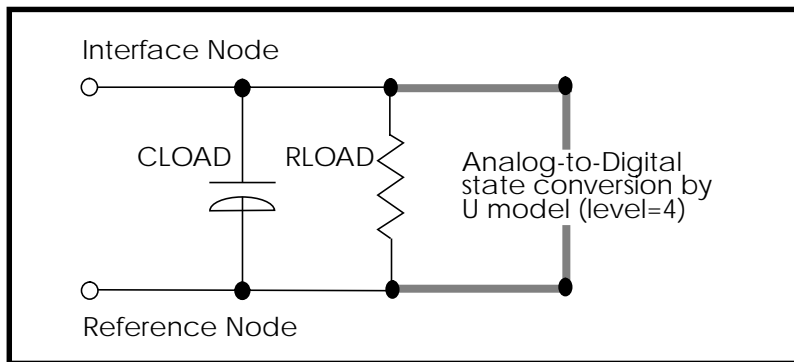 Interface Node
CLOAD
RLOAD
Analog-to-Digital
state conversion by
U model (level=4)
Reference Node